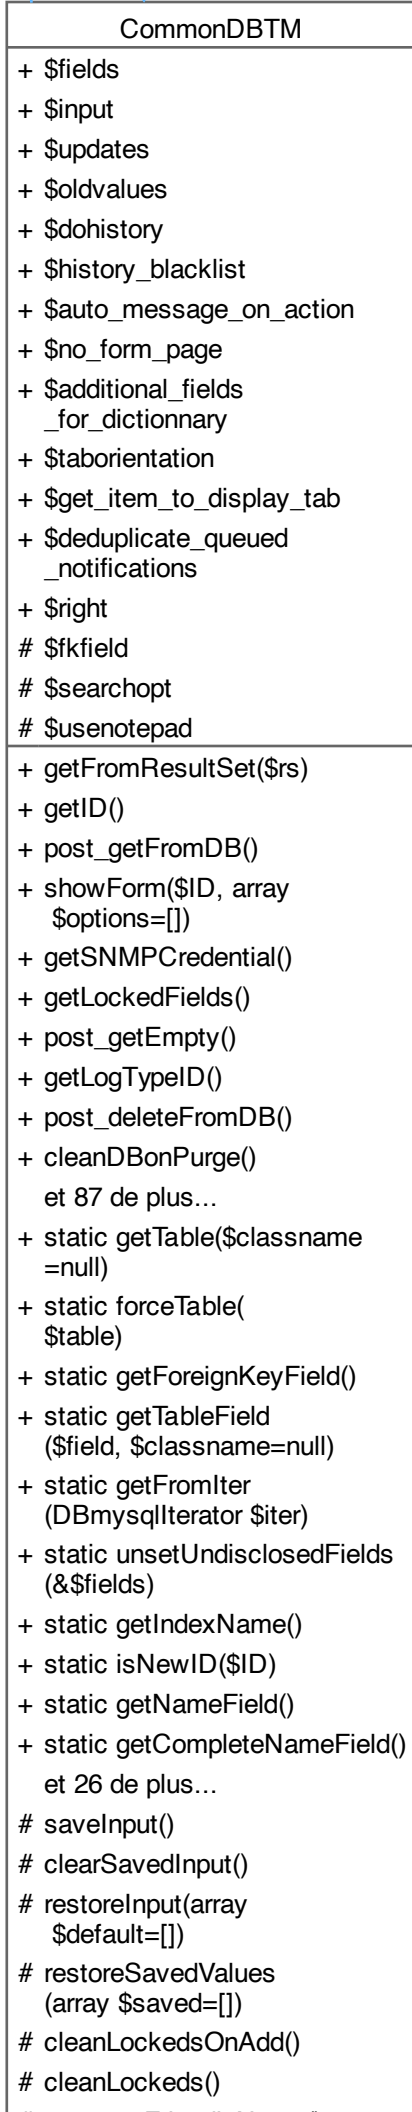 CommonDBTM
+ $fields
+ $input
+ $updates
+ $oldvalues
+ $dohistory
+ $history_blacklist
+ $auto_message_on_action
+ $no_form_page
+ $additional_fields
_for_dictionnary
+ $taborientation
+ $get_item_to_display_tab
+ $deduplicate_queued
_notifications
+ $right
# $fkfield
# $searchopt
# $usenotepad
+ getFromResultSet($rs)
+ getID()
+ post_getFromDB()
+ showForm($ID, array
$options=[])
+ getSNMPCredential()
+ getLockedFields()
+ post_getEmpty()
+ getLogTypeID()
+ post_deleteFromDB()
+ cleanDBonPurge()
et 87 de plus...
+ static getTable($classname
=null)
+ static forceTable(
$table)
+ static getForeignKeyField()
+ static getTableField
($field, $classname=null)
+ static getFromIter
(DBmysqlIterator $iter)
+ static unsetUndisclosedFields
(&$fields)
+ static getIndexName()
+ static isNewID($ID)
+ static getNameField()
+ static getCompleteNameField()
et 26 de plus...
# saveInput()
# clearSavedInput()
# restoreInput(array
$default=[])
# restoreSavedValues
(array $saved=[])
# cleanLockedsOnAdd()
# cleanLockeds()